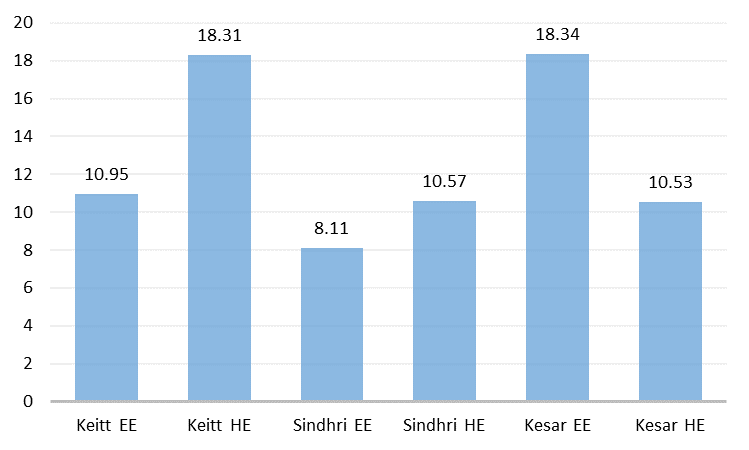 20
18
16
14
12
10
8
6
4
2
0
10.95
18.31
8.11
10.57
18.34
10.53
Keitt EE
Keitt HE
Sindhri EE
Sindhri HE
Kesar EE
Kesar HE